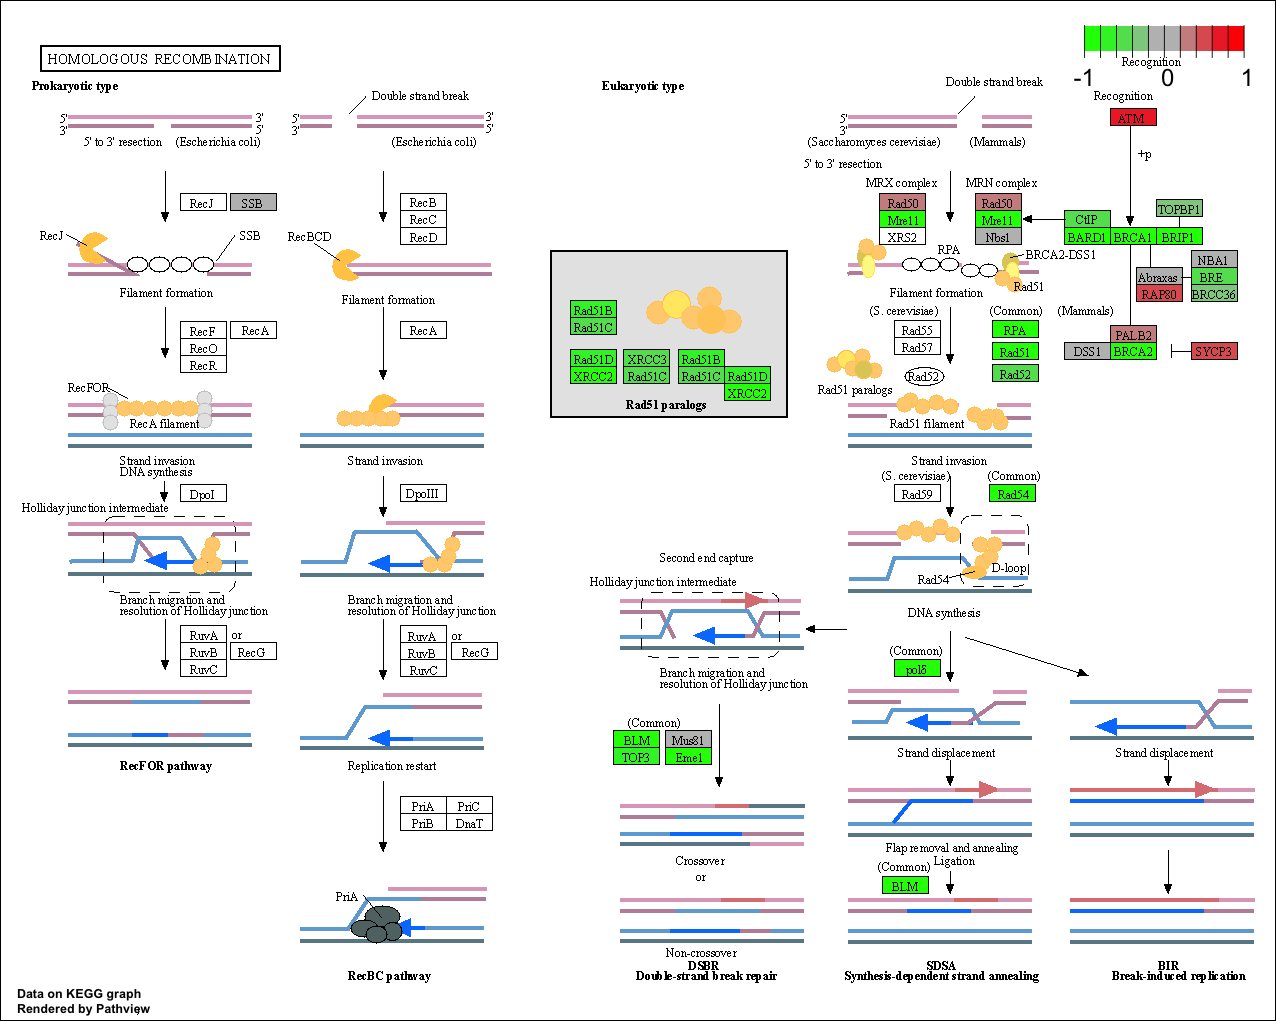 HOMOLOGOUS RECOMBINATION
Prokaryotic type
Eukaryotic type
Recognition
-1 0 1
Double strand break
Double strand break
Recognition
ATM
5' 3'
3' 5'
5' 3'
3' 5'
5'
3'
5' to 3' resection
(Escherichia coli)
(Escherichia coli)
(Saccharomyces cerevisiae)
(Mammals)
5' to 3' resection
+p
MRX complex
MRN complex
RecJ
SSB
RecB
RecC
RecD
Rad50
Mre11
XRS2
Rad50
Mre11
Nbs1
CtIP
TOPBP1
BARD1
BRCA1
BRIP1
RecJ
SSB
RecBCD
RPA
BRCA2-DSS1
Rad51
Abraxas
RAP80
NBA1
BRE
BRCC36
Filament formation
Filament formation
Filament formation
(S. cerevisiae)
(Common)
(Mammals)
RecF
RecO
RecR
RecA
RecA
Rad51B
Rad51C
Rad51D
XRCC2
XRCC3
Rad51C
Rad51B
Rad51C
Rad51D
XRCC2
Rad51 paralogs
Rad55
Rad57
RPA
Rad51
Rad52
Rad52
PALB2
DSS1
BRCA2
SYCP3
Rad51 paralogs
RecFOR
RecA filament
Rad51 filament
Strand invasion
DNA synthesis
Strand invasion
Strand invasion
DpoI
DpoIII
(S. cerevisiae)
Rad59
(Common)
Rad54
Holliday junction intermediate
Second end capture
Holliday junction intermediate
Rad54
D-loop
Branch migration and
resolution of Holliday junction
Branch migration and
resolution of Holliday junction
DNA synthesis
RuvA
RuvB
RuvC
or
RecG
RuvA
RuvB
RuvC
or
RecG
(Common)
polδ
Branch migration and
resolution of Holliday junction
(Common)
BLM
TOP3
Mus81
Eme1
RecFOR pathway
Replication restart
Strand displacement
Strand displacement
PriA
PriB
PriC
DnaT
Crossover
or
Flap removal and annealing
Ligation
(Common)
BLM
PriA
Non-crossover
RecBC pathway
DSBR
Double-strand break repair
SDSA
Synthesis-dependent strand annealing
BIR
Break-induced replication
Data on KEGG graph
Rendered by Pathview